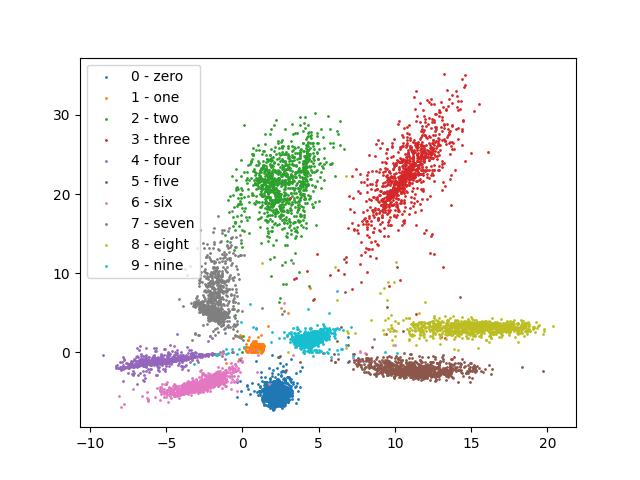 0 - zero
1 - one
2 - two
3 - three
4 - four
5 - five
6 - six
7 - seven
8 - eight
9 - nine
30
20
10
0
−10
−5
0
5
10
15
20